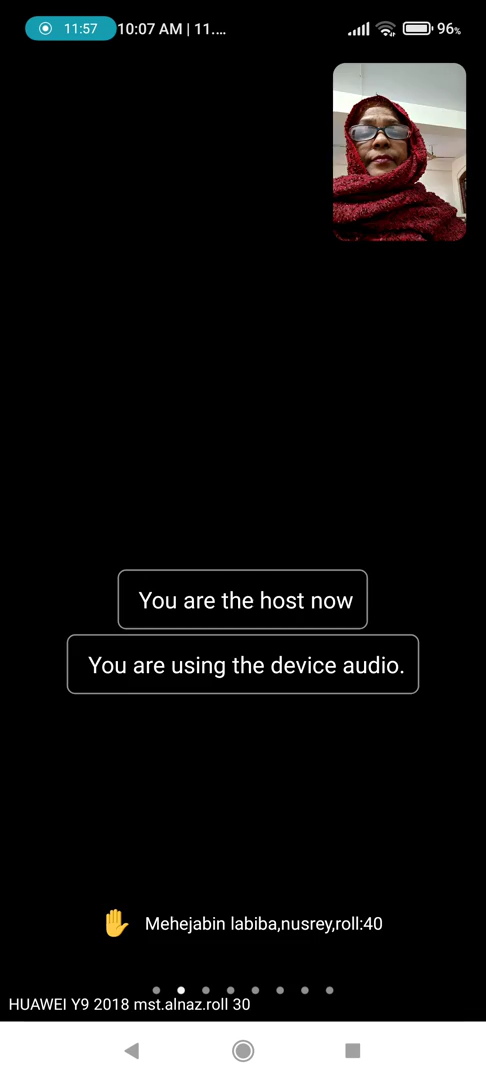 11:57 10:07 AM | 11.... 96%
You are the host now
You are using the device audio.
Mehejabin labiba,nusrey,roll:40
HUAWEI Y9 2018 mst.alnaz.roll 30